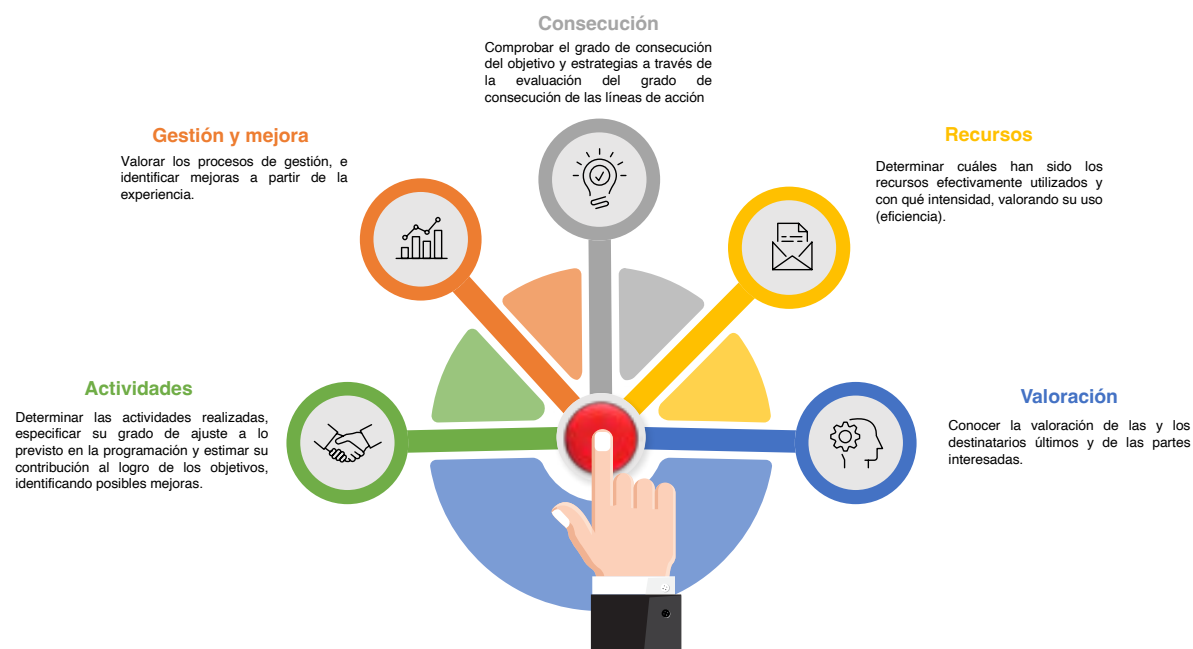 Consecución
Comprobar el grado de consecución
del objetivo y estrategias a través de
la evaluación del grado de
consecución de las líneas de acción
Gestión y mejora
Valorar los procesos de gestión, e
identificar mejoras a partir de la
experiencia.
Recursos
Determinar cuáles han sido los
recursos efectivamente utilizados y
con qué intensidad, valorando su uso
(eficiencia).
Actividades
Determinar las actividades realizadas,
especificar su grado de ajuste a lo
previsto en la programación y estimar su
contribución al logro de los objetivos,
identificando posibles mejoras.
Valoración
Conocer la valoración de las y los
destinatarios últimos y de las partes
interesadas.